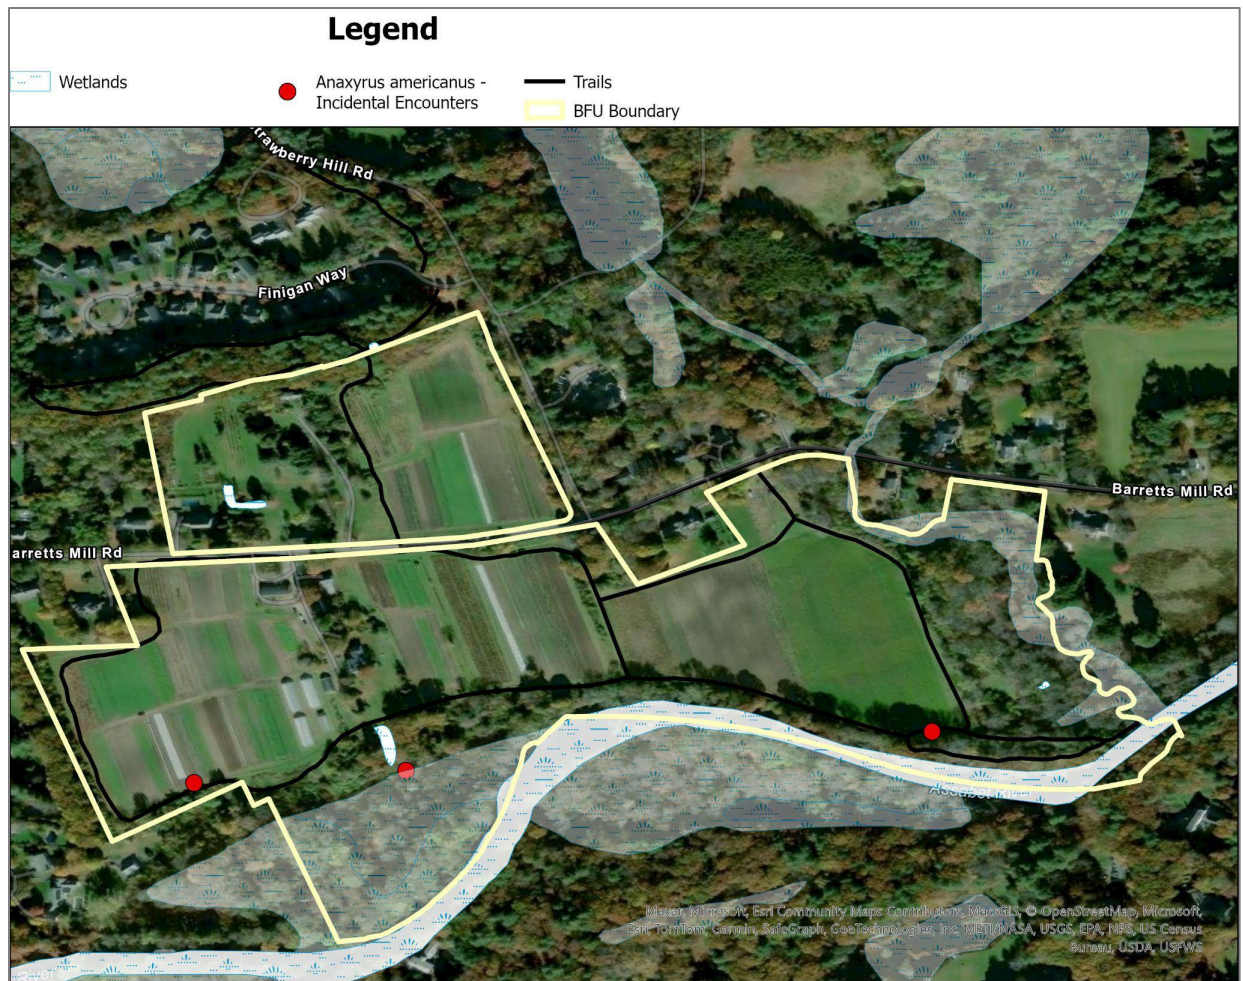 Legend
Wetlands
Anaxyrus americanus -
Incidental Encounters
Trails
BFU Boundary
trawberry Hill Rd
Finigan Way
Barretts Mill Rd
arretts Mill Rd
Assabet River
River
Maxar, Microsoft, Esri Community Maps Contributors, MassGIS, © OpenStreetMap, Microsoft,
Esri, TomTom, Garmin, SafeGraph, GeoTechnologies, Inc, METI/NASA, USGS, EPA, NPS, US Census
Bureau, USDA, USFWS